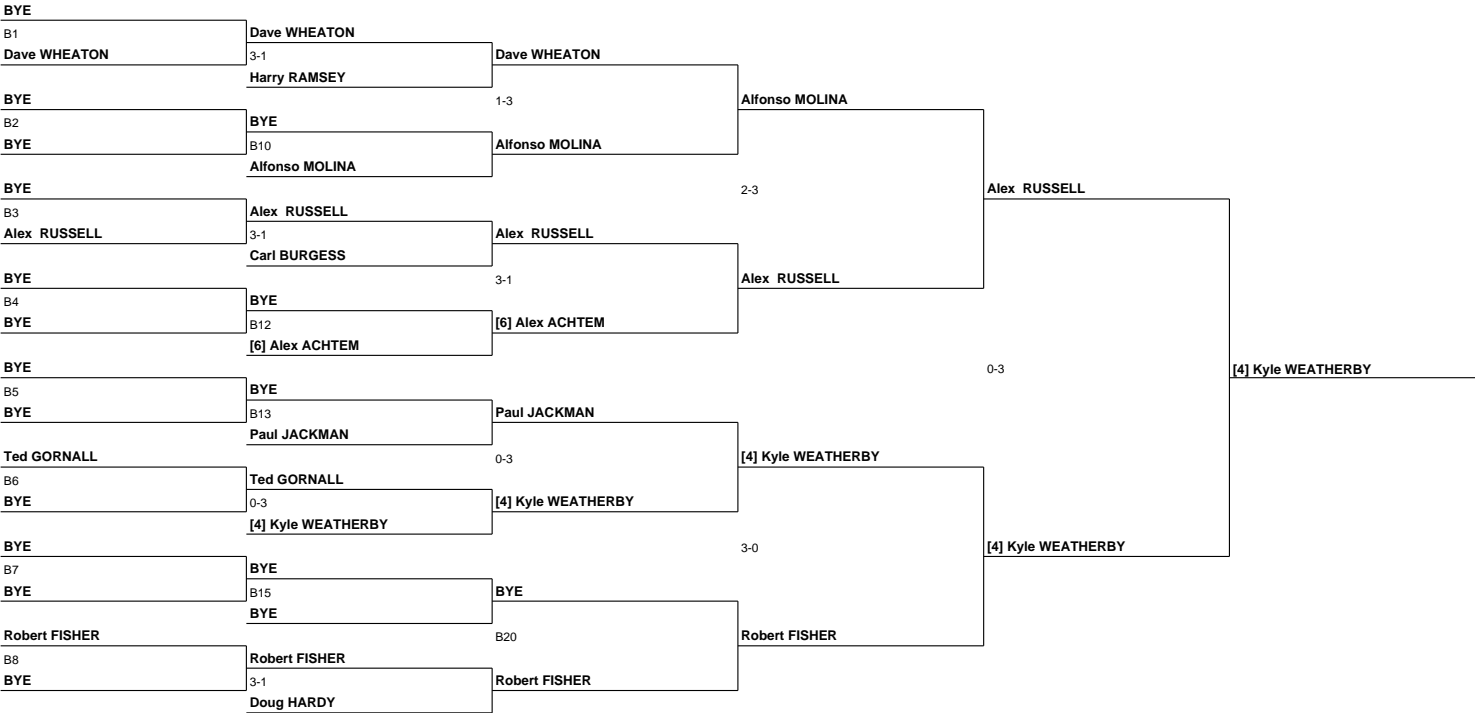 BYE
B1
Dave WHEATON
BYE
B2
BYE
BYE
B3
Alex RUSSELL
BYE
B4
BYE
BYE
B5
BYE
Ted GORNALL
B6
BYE
BYE
B7
BYE
Robert FISHER
B8
BYE
Dave WHEATON
3-1
Harry RAMSEY
BYE
B10
Alfonso MOLINA
Alex RUSSELL
3-1
Carl BURGESS
BYE
B12
[6] Alex ACHTEM
BYE
B13
Paul JACKMAN
Ted GORNALL
0-3
[4] Kyle WEATHERBY
BYE
B15
BYE
Robert FISHER
3-1
Doug HARDY
Dave WHEATON
1-3
Alfonso MOLINA
Alex RUSSELL
3-1
[6] Alex ACHTEM
Paul JACKMAN
0-3
[4] Kyle WEATHERBY
BYE
B20
Robert FISHER
Alfonso MOLINA
2-3
Alex RUSSELL
[4] Kyle WEATHERBY
3-0
Robert FISHER
Alex RUSSELL
0-3
[4] Kyle WEATHERBY
[4] Kyle WEATHERBY